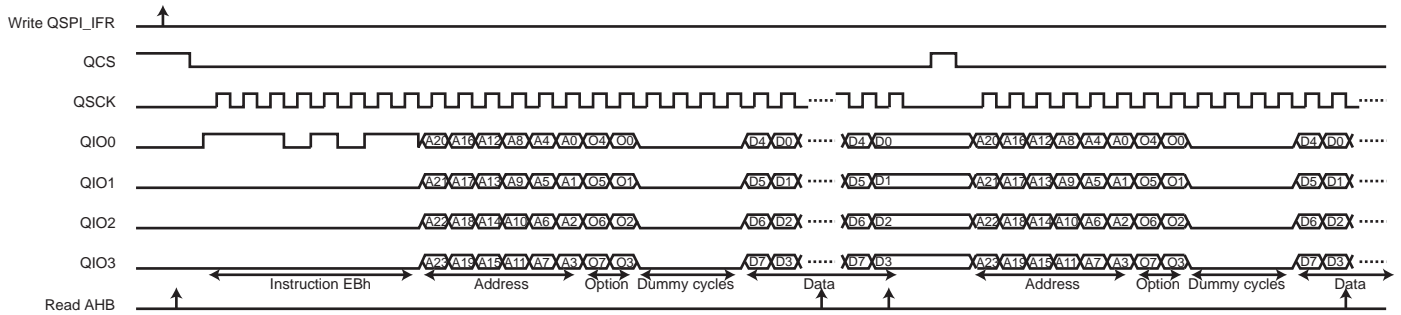 Write QSPI_IFR
QCS
QSCK
QIO0 A20 A16 A12 A8 A4 A0 O4 O0 D4 D0 D4 D0 A20 A16 A12 A8 A4 A0 O4 O0 D4 D0
QIO1 A21 A17 A13 A9 A5 A1 O5 O1 D5 D1 D5 D1 A21 A17 A13 A9 A5 A1 O5 O1 D5 D1
QIO2 A22 A18 A14 A10 A6 A2 O6 O2 D6 D2 D6 D2 A22 A18 A14 A10 A6 A2 O6 O2 D6 D2
QIO3 A23 A19 A15 A11 A7 A3 O7 O3 D7 D3 D7 D3 A23 A19 A15 A11 A7 A3 O7 O3 D7 D3
Instruction EBh Address Option Dummy cycles Data Address Option Dummy cycles Data
Read AHB